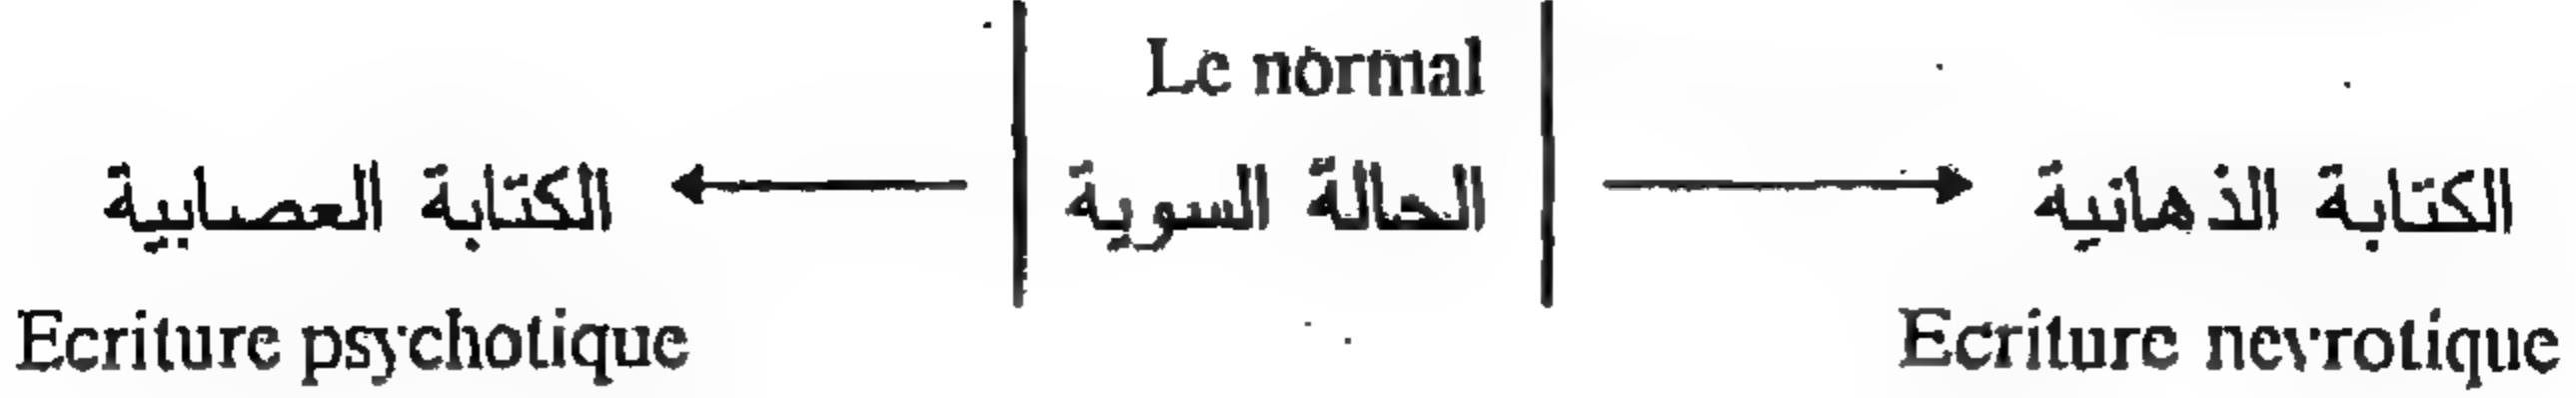 Le normal
الكتابة الذهانية الحالة السوية الكتابة العصابية
Ecriture psychotique Ecriture nevrotique